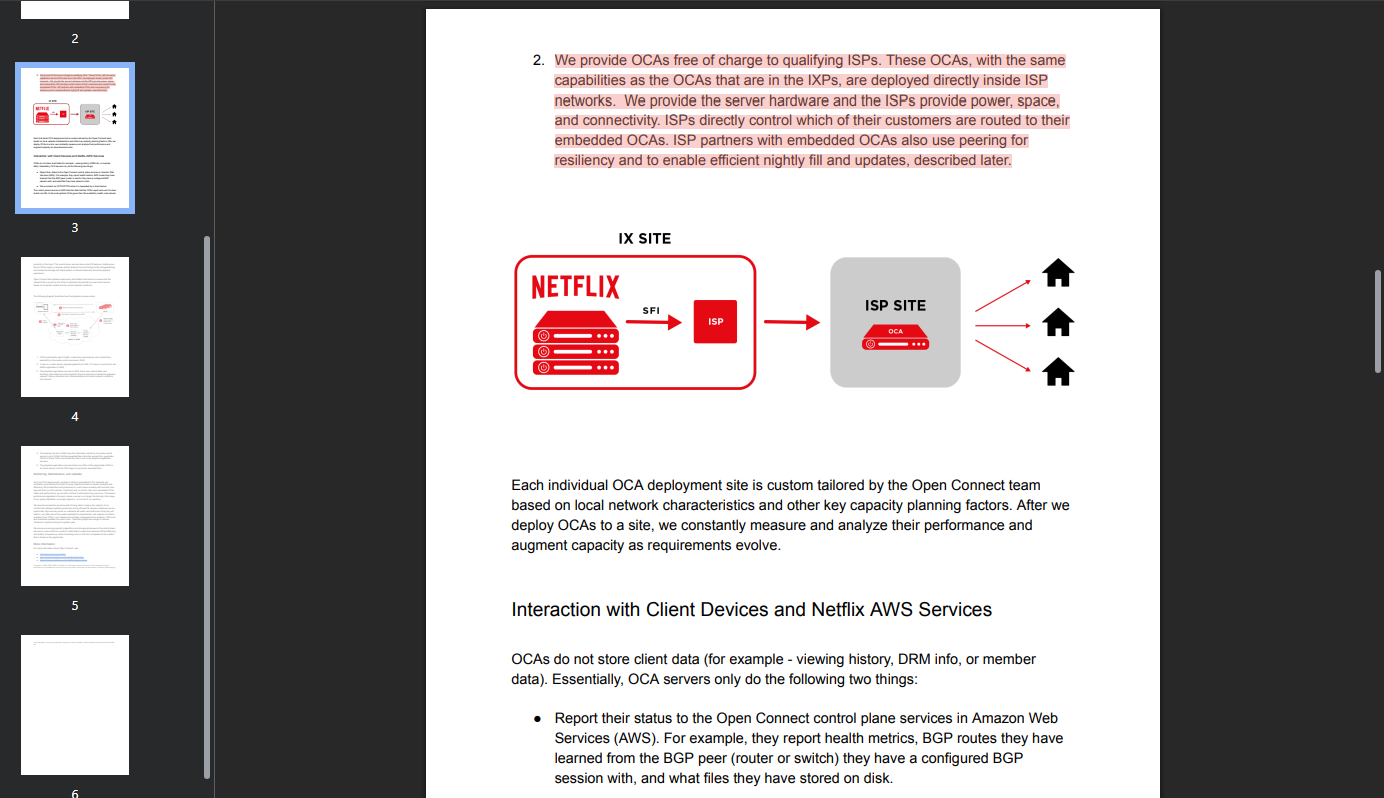 2
3
4
5
6
2. We provide OCAs free of charge to qualifying ISPs. These OCAs, with the same
capabilities as the OCAs that are in the IXPs, are deployed directly inside ISP
networks.  We provide the server hardware and the ISPs provide power, space,
and connectivity. ISPs directly control which of their customers are routed to their
embedded OCAs. ISP partners with embedded OCAs also use peering for
resiliency and to enable efficient nightly fill and updates, described later.
IX SITE
NETFLIX
SFI
ISP
ISP SITE
OCA
Each individual OCA deployment site is custom tailored by the Open Connect team
based on local network characteristics and other key capacity planning factors. After we
deploy OCAs to a site, we constantly measure and analyze their performance and
augment capacity as requirements evolve.
Interaction with Client Devices and Netflix AWS Services
OCAs do not store client data (for example - viewing history, DRM info, or member
data). Essentially, OCA servers only do the following two things:
● Report their status to the Open Connect control plane services in Amazon Web
Services (AWS). For example, they report health metrics, BGP routes they have
learned from the BGP peer (router or switch) they have a configured BGP
session with, and what files they have stored on disk.